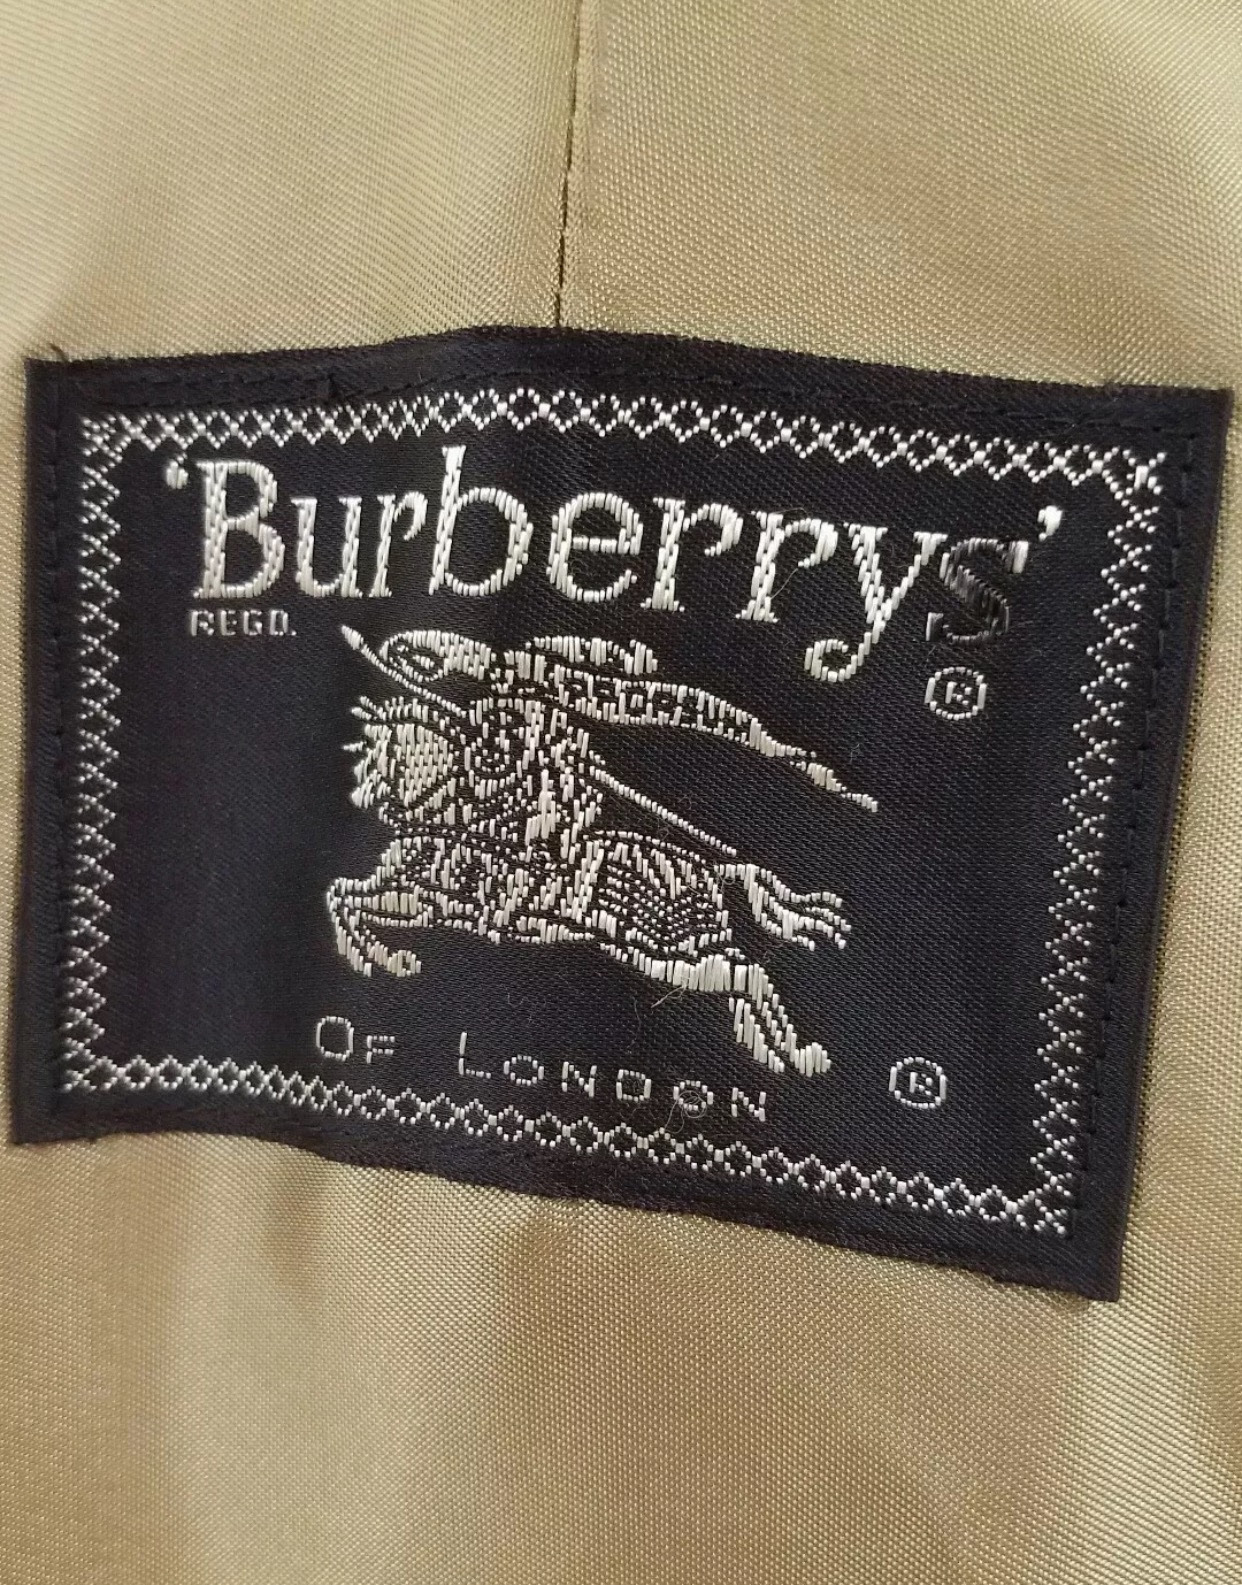 'Burberrys'
REGD.
®
OF LONDON ®